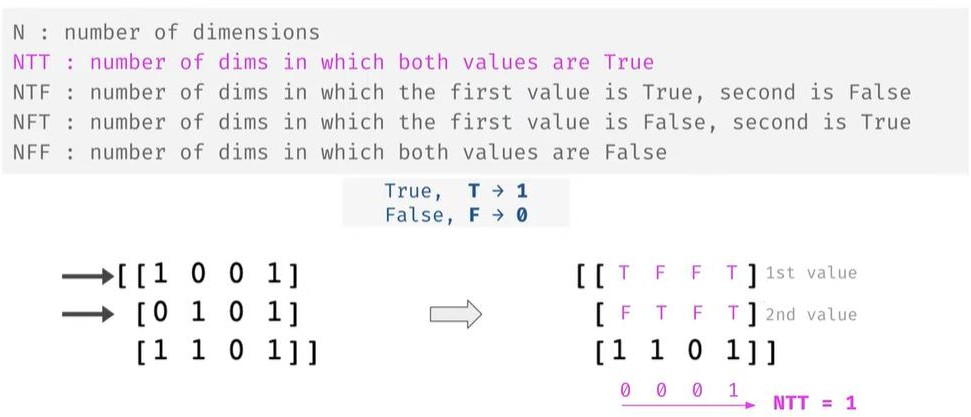 N : number of dimensions
NTT : number of dims in which both values are True
NTF : number of dims in which the first value is True, second is False
NFT : number of dims in which the first value is False, second is True
NFF : number of dims in which both values are False
True, T → 1
False, F → 0
[[1 0 0 1]
[0 1 0 1]
[1 1 0 1]]
[[ T F F T ] 1st value
[ F T F T ] 2nd value
[1 1 0 1]]
0 0 0 1
NTT = 1